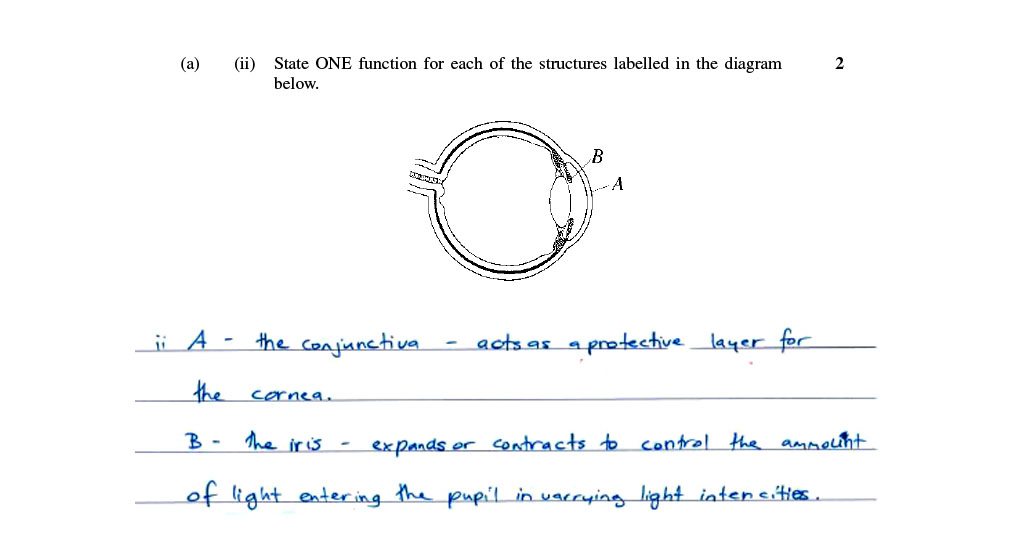 (a) (ii) State ONE function for each of the structures labelled in the diagram 2
below.
B
A
ii A - the conjunctiva - acts as a protective layer for
the cornea.
B - The iris - expands or contracts to control the ammount
of light entering the pupil in varrying light intencities.